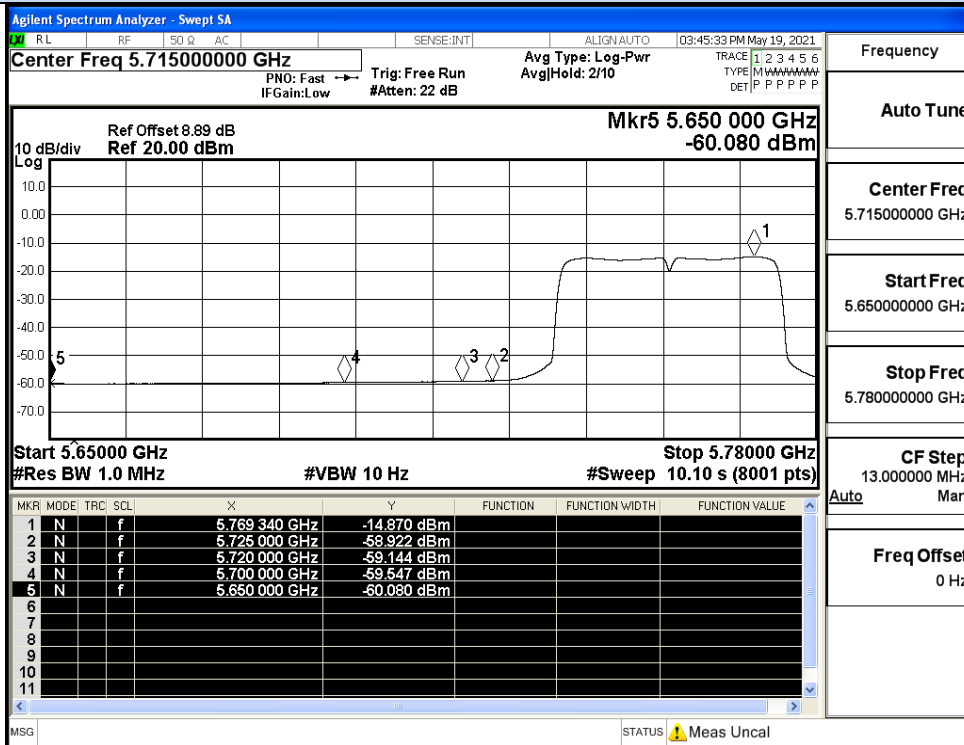 Agilent Spectrum Analyzer - Swept SA
LXI RL RF 50 Ω AC SENSE:INT ALIGN AUTO 03:45:33 PM May 19, 2021
Center Freq 5.715000000 GHz
PNO: Fast
IFGain:Low
Trig: Free Run
#Atten: 22 dB
Avg Type: Log-Pwr
Avg|Hold: 2/10
TRACE 1 2 3 4 5 6
TYPE M
DET P P P P P P
Frequency
Auto Tune
Center Freq
5.715000000 GHz
Start Freq
5.650000000 GHz
Stop Freq
5.780000000 GHz
CF Step
13.000000 MHz
Auto Man
Freq Offset
0 Hz
Mkr5 5.650 000 GHz
-60.080 dBm
Ref Offset 8.89 dB
10 dB/div Ref 20.00 dBm
Log
10.0
0.00
-10.0
-20.0
-30.0
-40.0
-50.0
-60.0
-70.0
1
5 4 3 2
Start 5.65000 GHz Stop 5.78000 GHz
#Res BW 1.0 MHz #VBW 10 Hz #Sweep 10.10 s (8001 pts)
MKR MODE TRC SCL X Y FUNCTION FUNCTION WIDTH FUNCTION VALUE
1 N f 5.769 340 GHz -14.870 dBm
2 N f 5.725 000 GHz -58.922 dBm
3 N f 5.720 000 GHz -59.144 dBm
4 N f 5.700 000 GHz -59.547 dBm
5 N f 5.650 000 GHz -60.080 dBm
6
7
8
9
10
11
MSG STATUS Meas Uncal